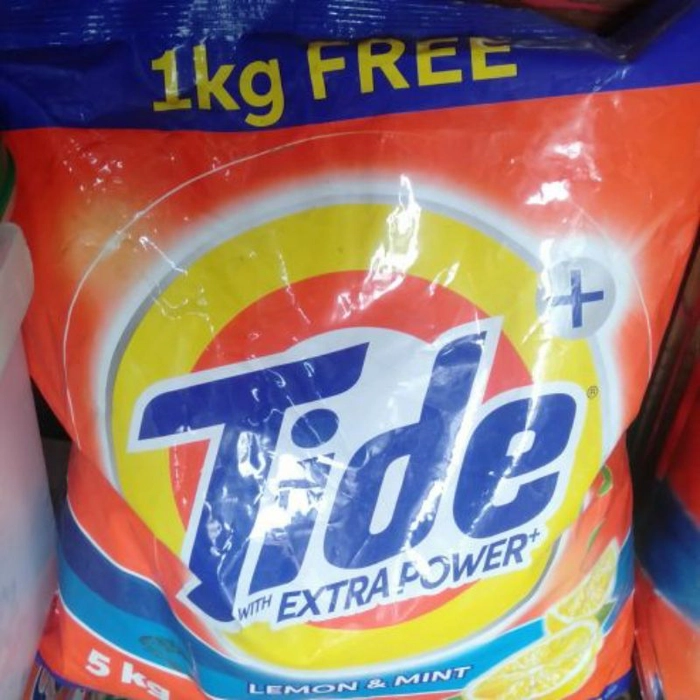 1kg FREE
+
Tide®
WITH EXTRA POWER+
5 kg
LEMON & MINT